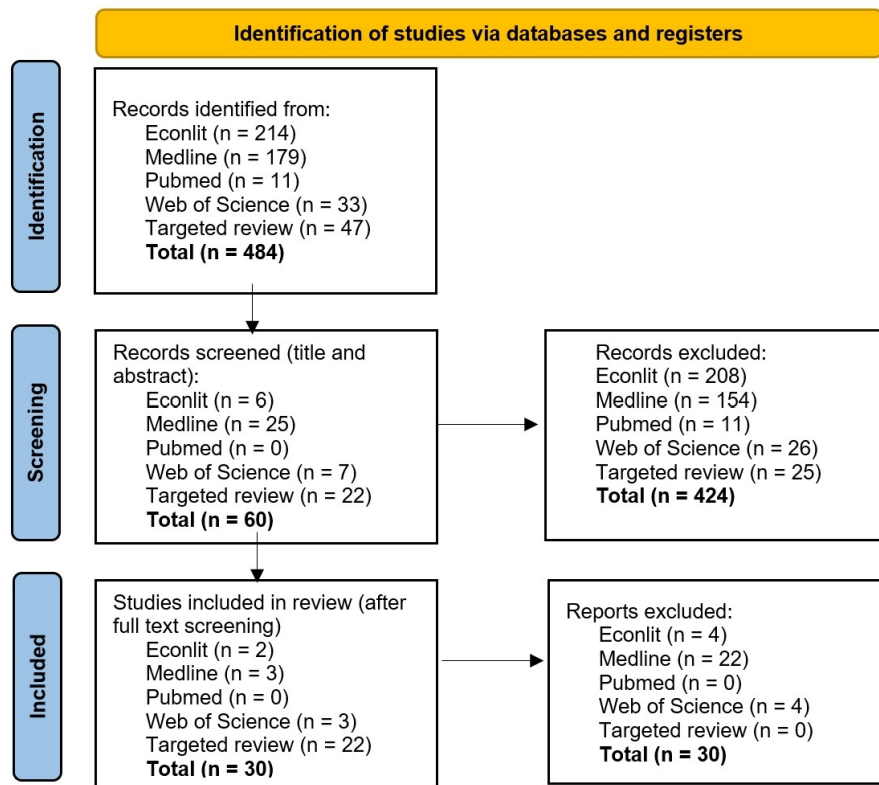 Identification of studies via databases and registers
Identification
Records identified from:
Econlit (n = 214)
Medline (n = 179)
Pubmed (n = 11)
Web of Science (n = 33)
Targeted review (n = 47)
Total (n = 484)
Screening
Records screened (title and
abstract):
Econlit (n = 6)
Medline (n = 25)
Pubmed (n = 0)
Web of Science (n = 7)
Targeted review (n = 22)
Total (n = 60)
Records excluded:
Econlit (n = 208)
Medline (n = 154)
Pubmed (n = 11)
Web of Science (n = 26)
Targeted review (n = 25)
Total (n = 424)
Included
Studies included in review (after
full text screening)
Econlit (n = 2)
Medline (n = 3)
Pubmed (n = 0)
Web of Science (n = 3)
Targeted review (n = 22)
Total (n = 30)
Reports excluded:
Econlit (n = 4)
Medline (n = 22)
Pubmed (n = 0)
Web of Science (n = 4)
Targeted review (n = 0)
Total (n = 30)